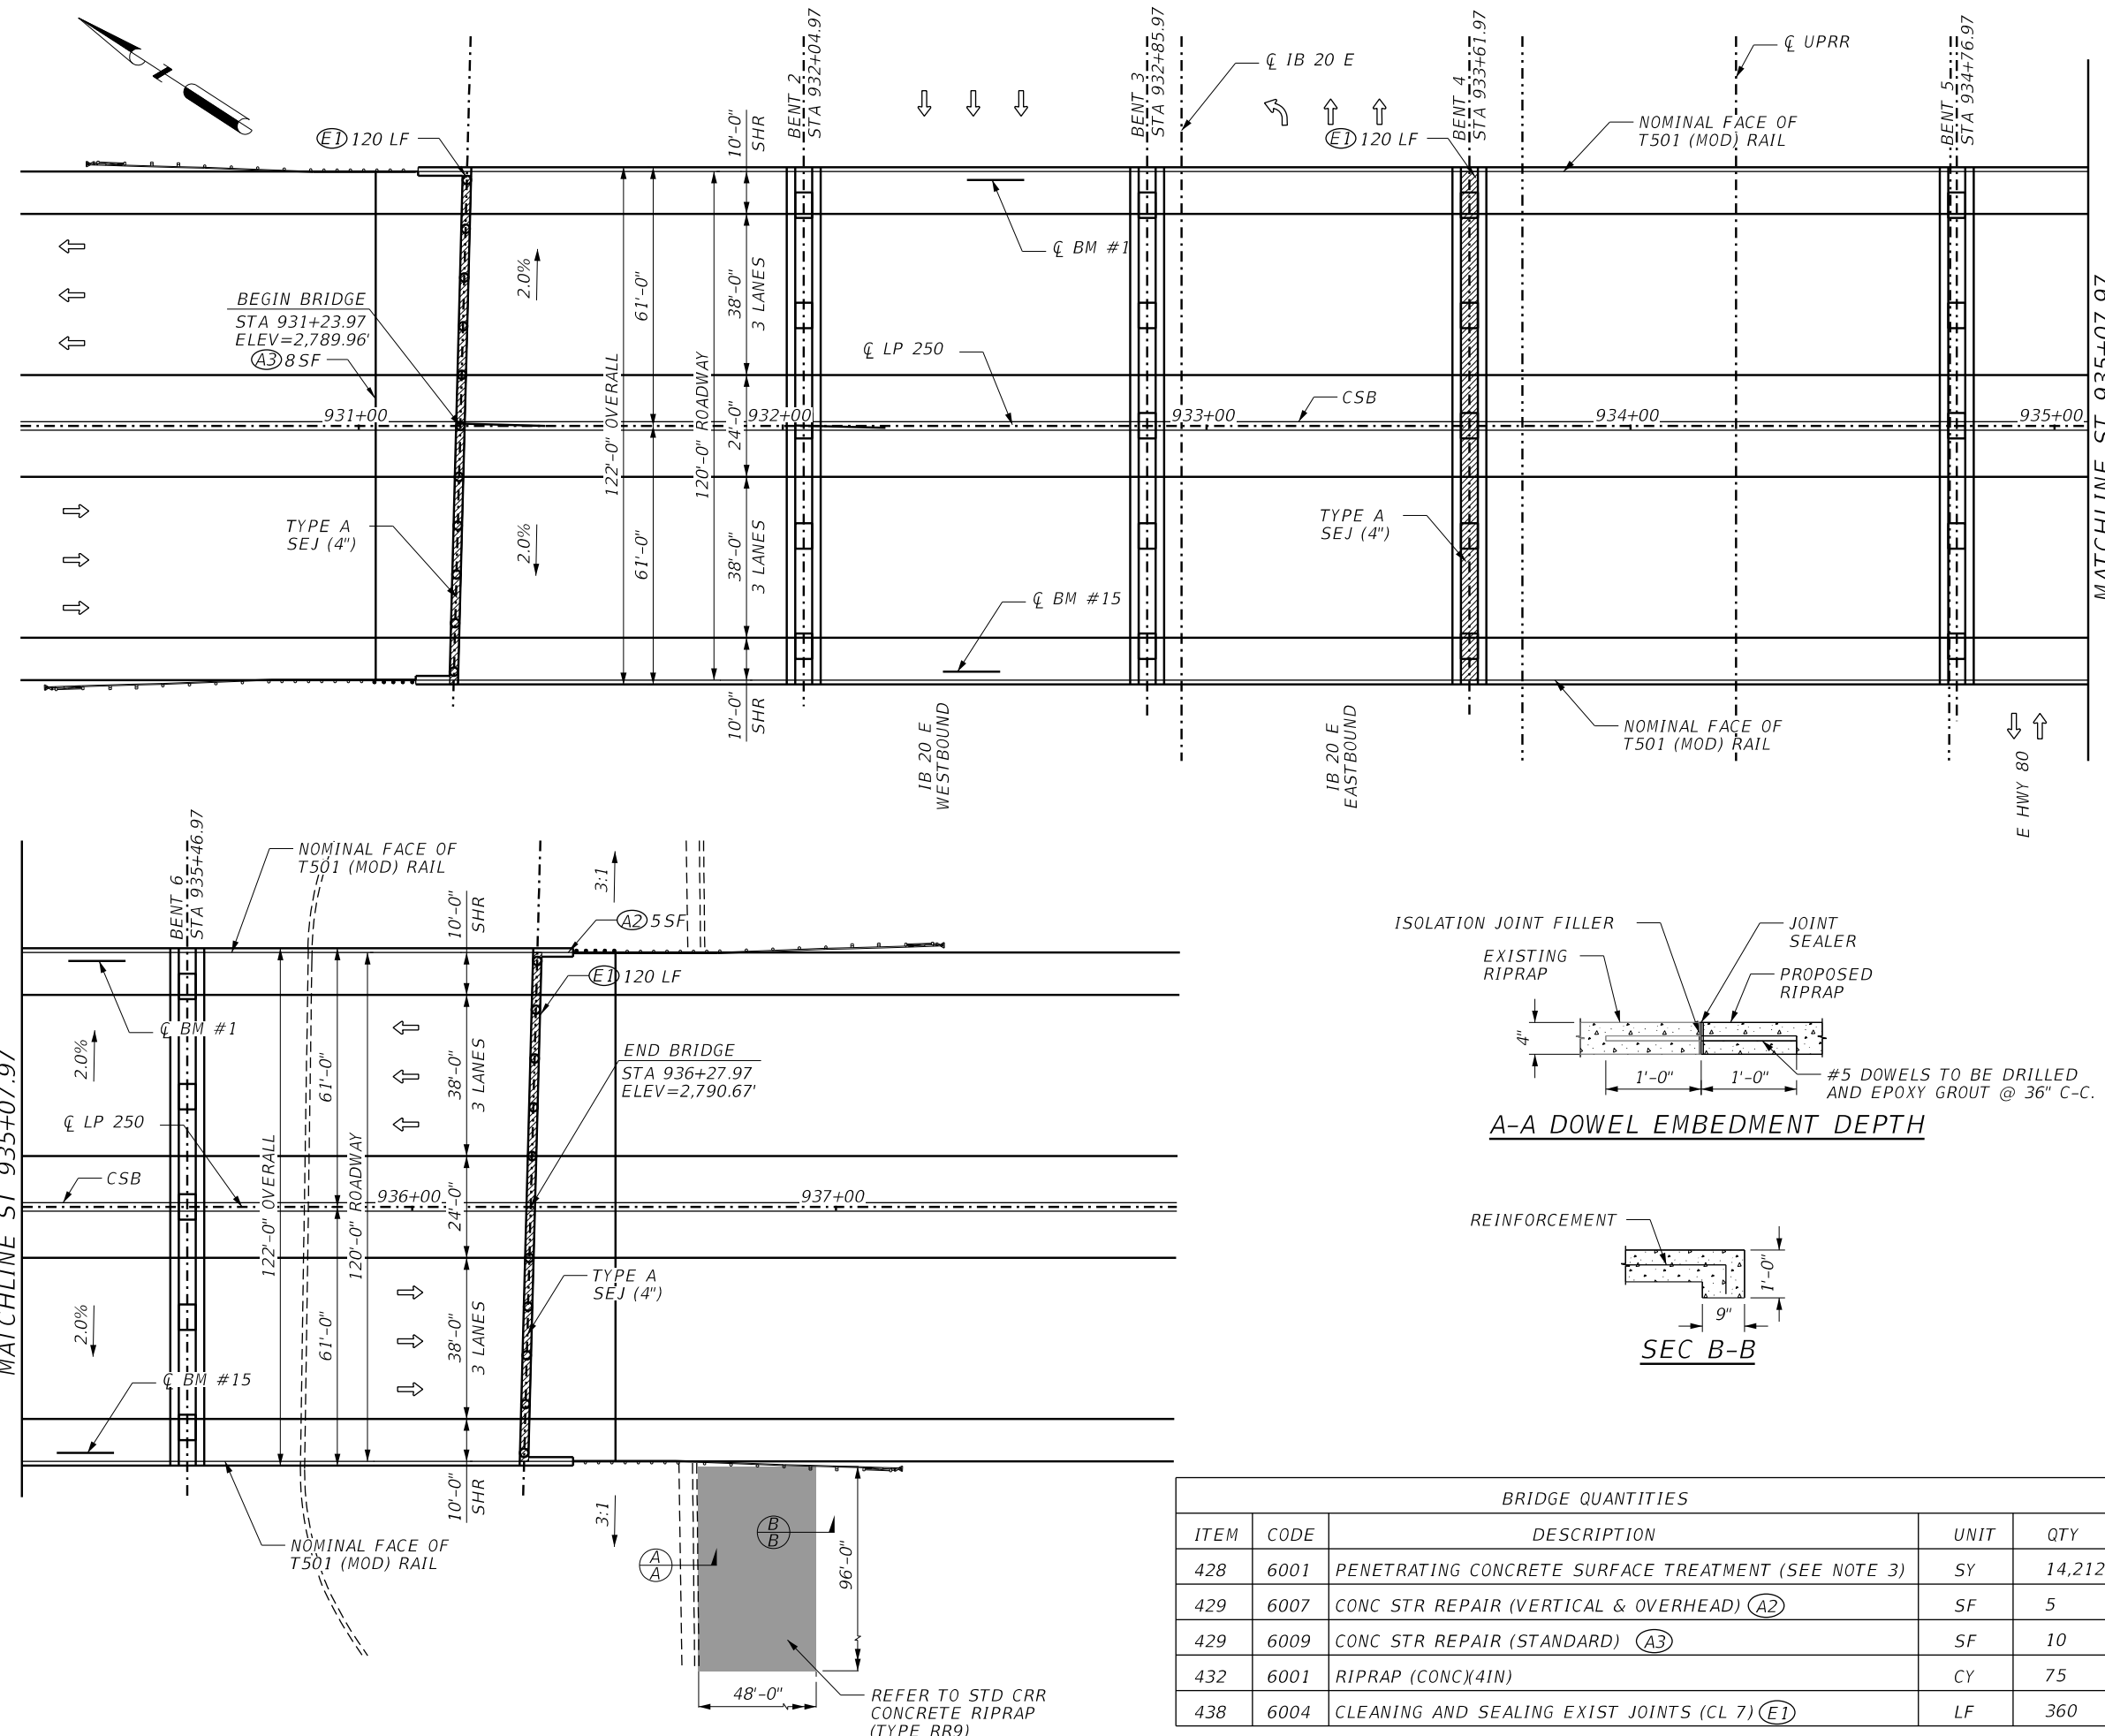 BENT 2
STA 932+04.97
BENT 3
STA 932+85.97
℄ IB 20 E
BENT 4
STA 933+61.97
℄ UPRR
BENT 5
STA 934+76.97
E1 120 LF
10'-0"
SHR
E1 120 LF
NOMINAL FACE OF
T501 (MOD) RAIL
℄ BM #1
2.0%
61'-0"
38'-0"
3 LANES
BEGIN BRIDGE
STA 931+23.97
ELEV=2,789.96'
A3 8 SF
℄ LP 250
CSB
122'-0" OVERALL
120'-0" ROADWAY
24'-0"
931+00
932+00
933+00
934+00
935+00
MATCHLINE ST 935+07.97
TYPE A
SEJ (4")
2.0%
61'-0"
38'-0"
3 LANES
TYPE A
SEJ (4")
℄ BM #15
10'-0"
SHR
IB 20 E
WESTBOUND
IB 20 E
EASTBOUND
NOMINAL FACE OF
T501 (MOD) RAIL
E HWY 80
BENT 6
STA 935+46.97
NOMINAL FACE OF
T501 (MOD) RAIL
3:1
10'-0"
SHR
A2 5 SF
E1 120 LF
℄ BM #1
2.0%
61'-0"
38'-0"
3 LANES
END BRIDGE
STA 936+27.97
ELEV=2,790.67'
MATCHLINE ST 935+07.97
℄ LP 250
CSB
122'-0" OVERALL
120'-0" ROADWAY
24'-0"
936+00
937+00
TYPE A
SEJ (4")
2.0%
61'-0"
38'-0"
3 LANES
℄ BM #15
10'-0"
SHR
3:1
NOMINAL FACE OF
T501 (MOD) RAIL
A
A
B
B
96'-0"
48'-0"
REFER TO STD CRR
CONCRETE RIPRAP
(TYPE RR9)
ISOLATION JOINT FILLER
JOINT
SEALER
EXISTING
RIPRAP
PROPOSED
RIPRAP
4"
1'-0"
1'-0"
#5 DOWELS TO BE DRILLED
AND EPOXY GROUT @ 36" C-C.
A-A DOWEL EMBEDMENT DEPTH
REINFORCEMENT
1'-0"
9"
SEC B-B
BRIDGE QUANTITIES
ITEM CODE DESCRIPTION UNIT QTY
428 6001 PENETRATING CONCRETE SURFACE TREATMENT (SEE NOTE 3) SY 14,212
429 6007 CONC STR REPAIR (VERTICAL & OVERHEAD) A2 SF 5
429 6009 CONC STR REPAIR (STANDARD) A3 SF 10
432 6001 RIPRAP (CONC)(4IN) CY 75
438 6004 CLEANING AND SEALING EXIST JOINTS (CL 7) E1 LF 360